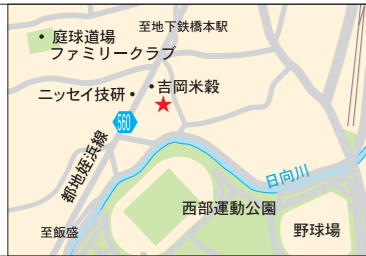 至地下鉄橋本駅
・庭球道場
ファミリークラブ
ニッセイ技研・
・吉岡米穀
★
560
都地姪浜線
日向川
西部運動公園
野球場
至飯盛